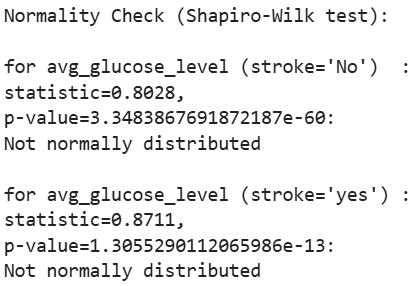 Normality Check (Shapiro-Wilk test):
for avg_glucose_level (stroke='No')  :
statistic=0.8028,
p-value=3.3483867691872187e-60:
Not normally distributed
for avg_glucose_level (stroke='yes') :
statistic=0.8711,
p-value=1.3055290112065986e-13:
Not normally distributed